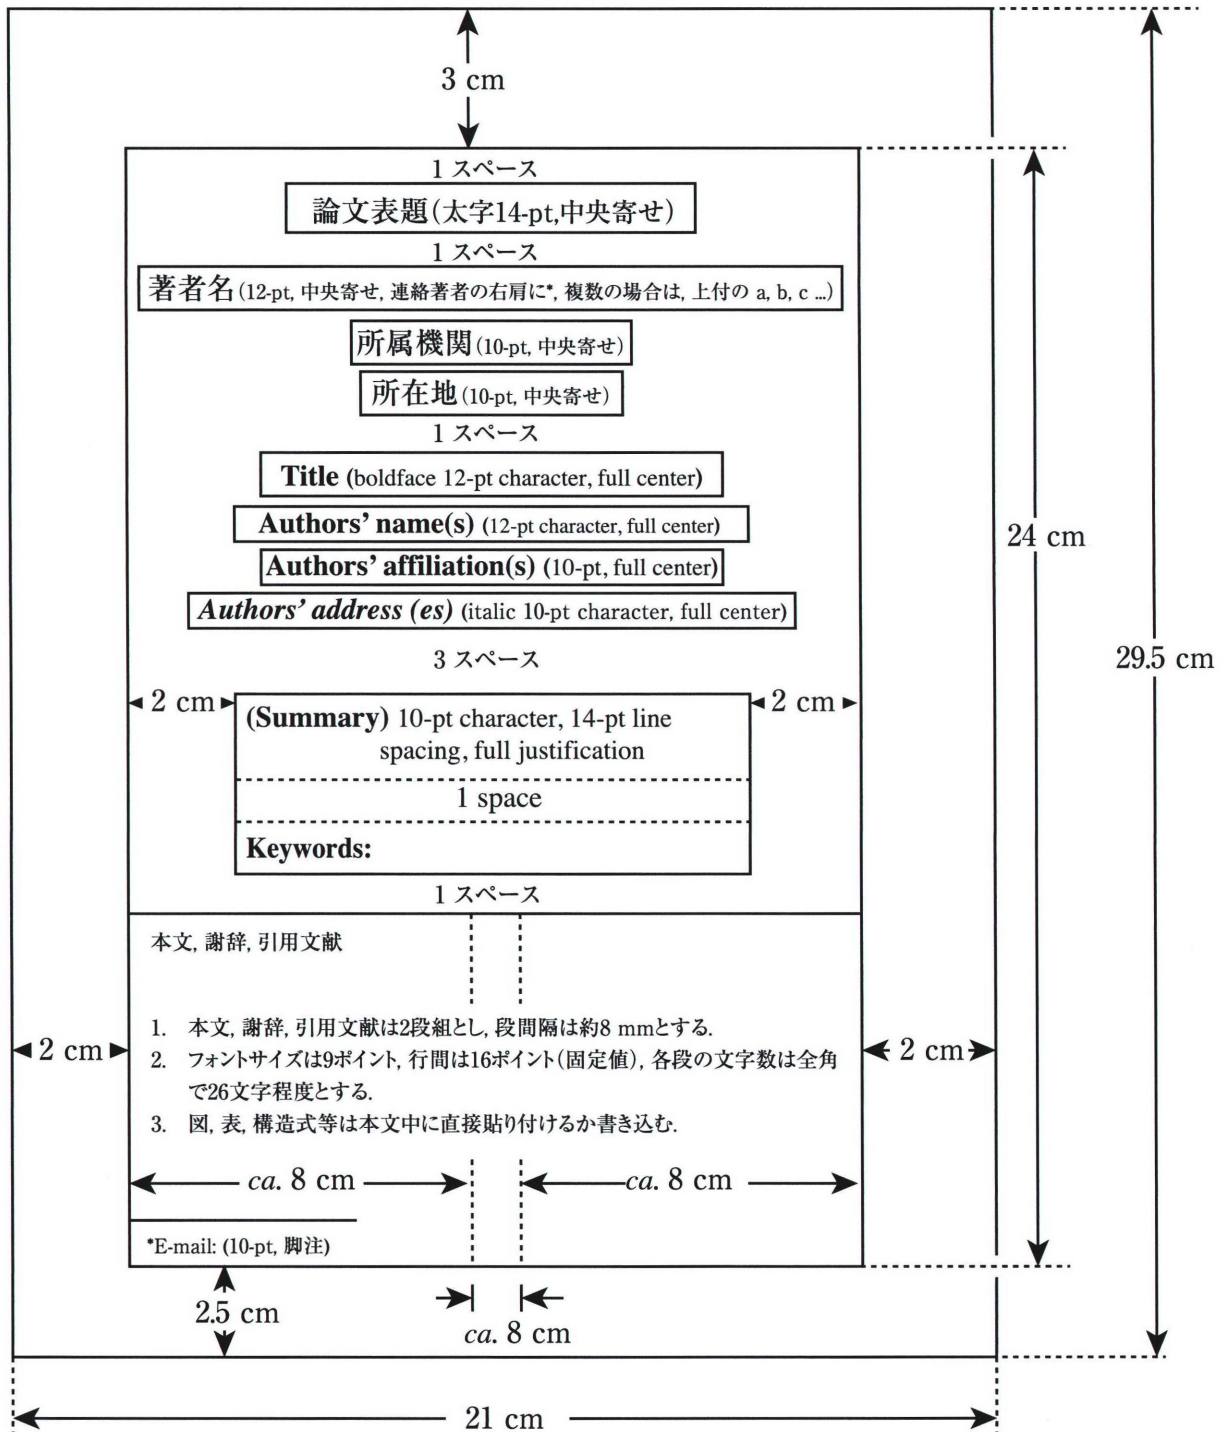 3 cm
1 スペース
論文表題(太字14-pt,中央寄せ)
1 スペース
著者名(12-pt, 中央寄せ, 連絡著者の右肩に*, 複数の場合は, 上付の a, b, c ...)
所属機関(10-pt, 中央寄せ)
所在地(10-pt, 中央寄せ)
1 スペース
Title (boldface 12-pt character, full center)
Authors' name(s) (12-pt character, full center)
24 cm
Authors' affiliation(s) (10-pt, full center)
Authors' address (es) (italic 10-pt character, full center)
3 スペース
29.5 cm
2 cm
2 cm
(Summary) 10-pt character, 14-pt line
spacing, full justification
1 space
Keywords:
1 スペース
本文, 謝辞, 引用文献
1. 本文, 謝辞, 引用文献は2段組とし, 段間隔は約8 mmとする.
2 cm
2 cm
2. フォントサイズは9ポイント, 行間は16ポイント(固定値), 各段の文字数は全角
で26文字程度とする.
3. 図, 表, 構造式等は本文中に直接貼り付けるか書き込む.
ca. 8 cm
ca. 8 cm
*E-mail: (10-pt, 脚注)
2.5 cm
ca. 8 cm
21 cm